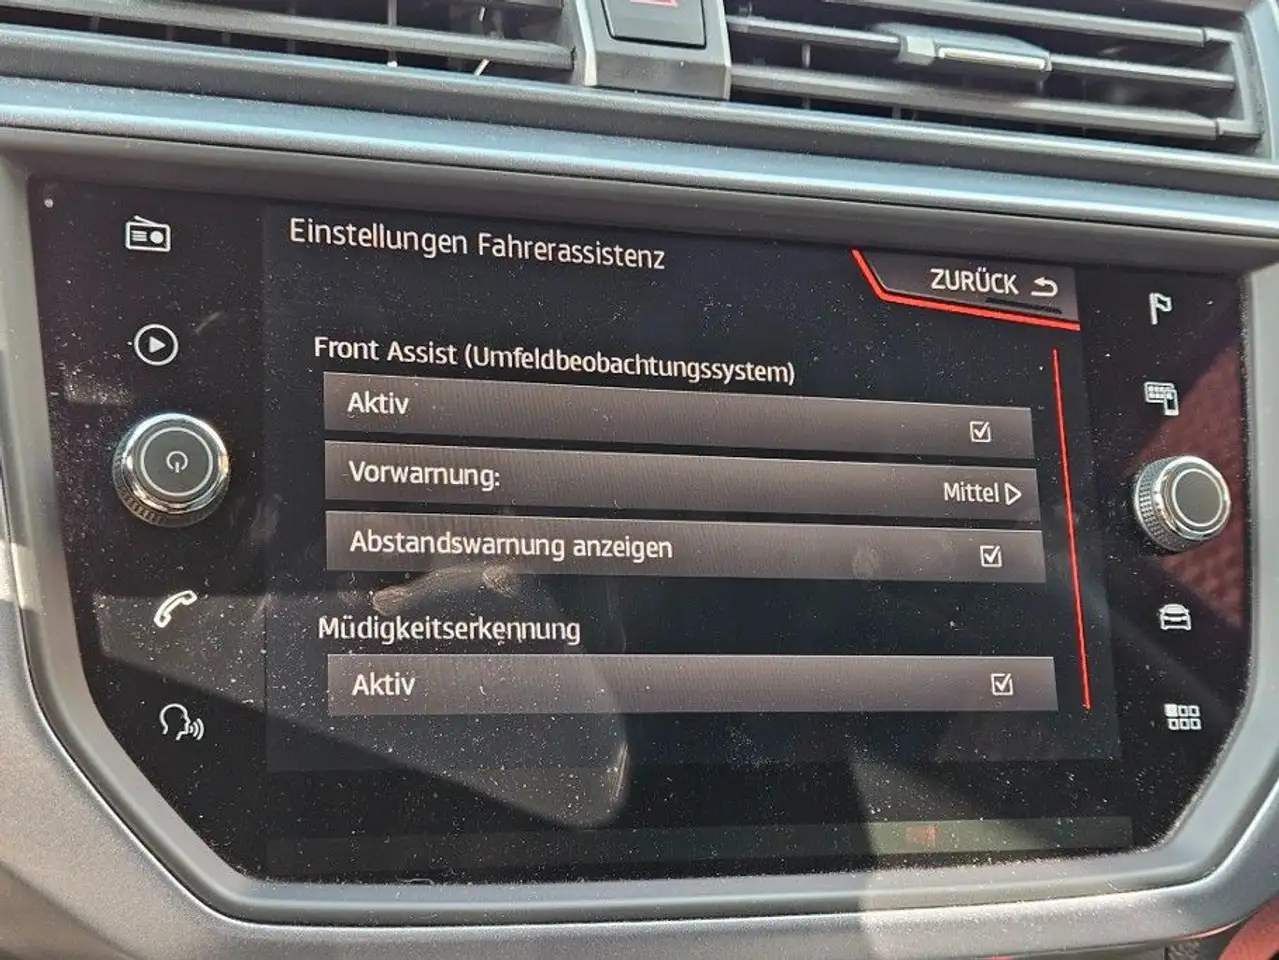 Einstellungen Fahrerassistenz
ZURÜCK
Front Assist (Umfeldbeobachtungssystem)
Aktiv
Vorwarnung: Mittel
Abstandswarnung anzeigen
Müdigkeitserkennung
Aktiv